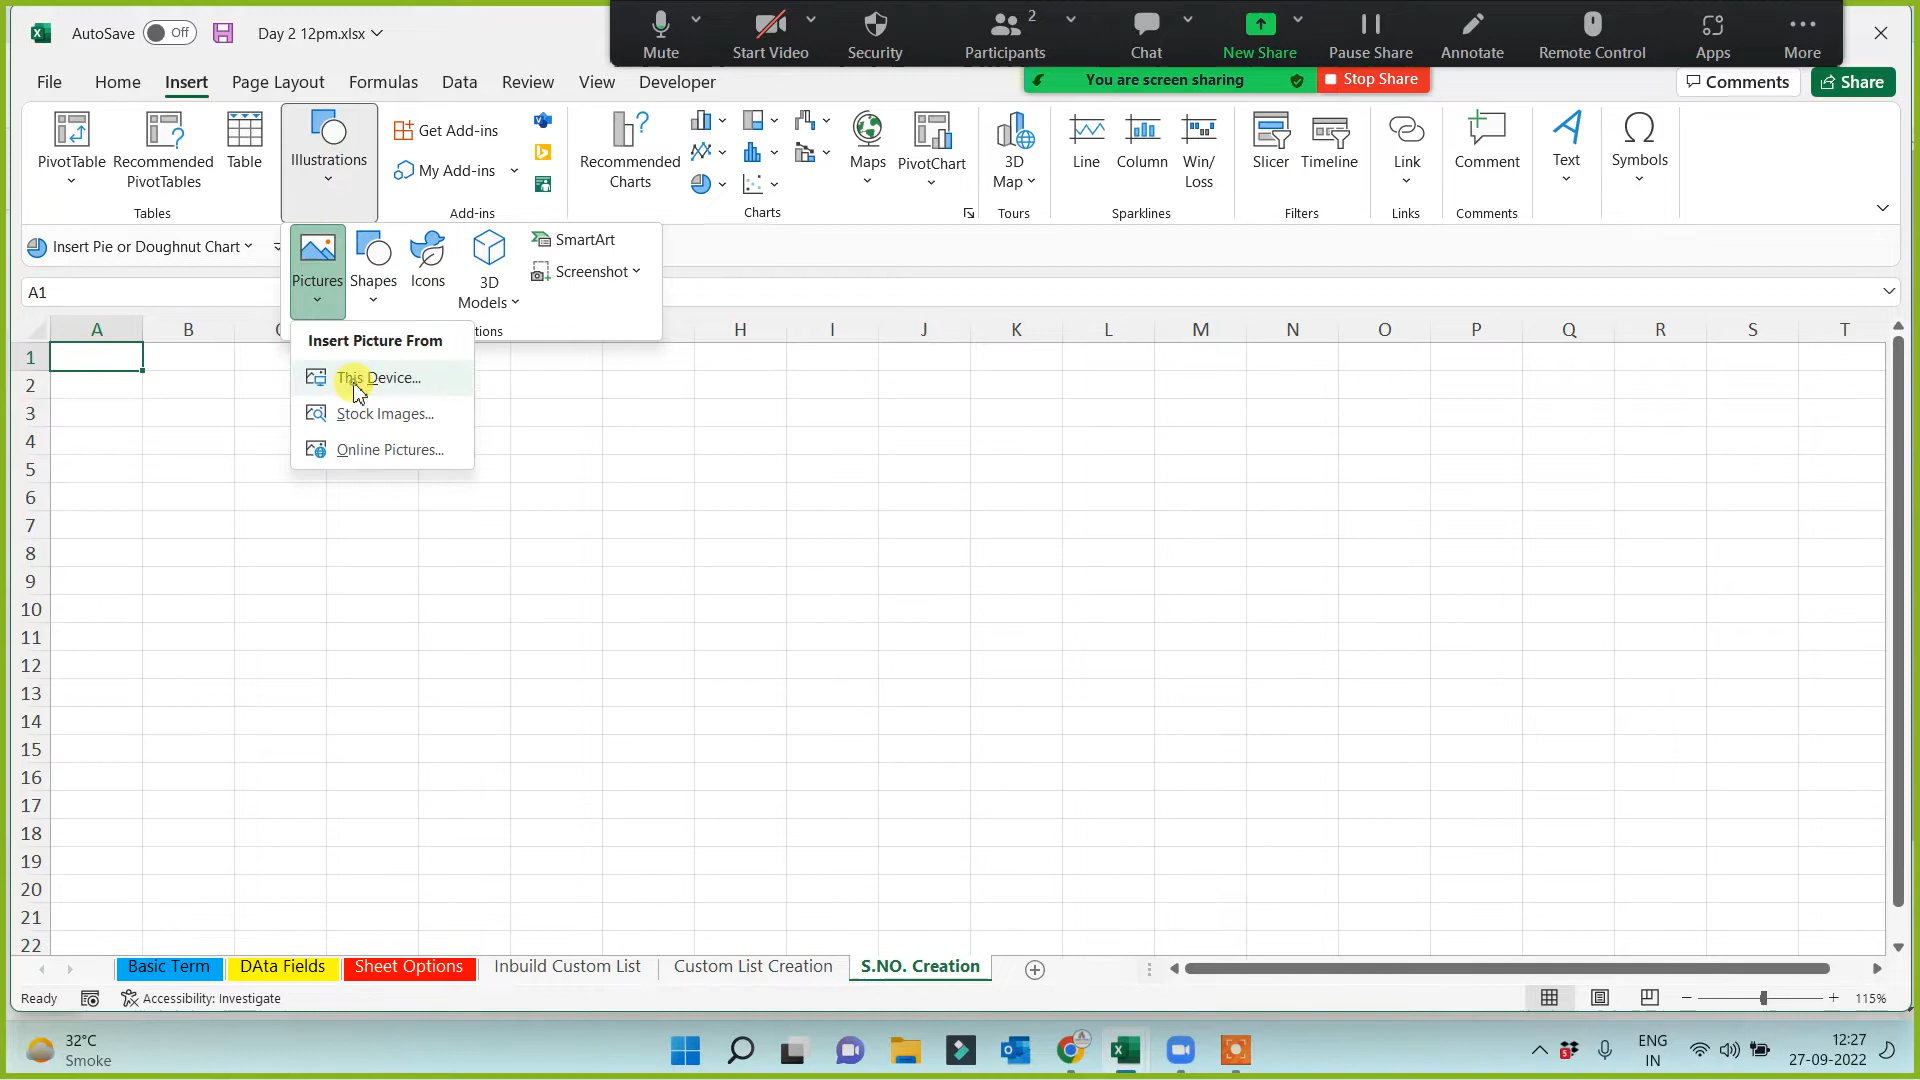 AutoSave Off Day 2 12pm.xlsx
Mute Start Video Security Participants 2 Chat New Share Pause Share Annotate Remote Control Apps More
You are screen sharing Stop Share
File Home Insert Page Layout Formulas Data Review View Developer Comments Share
PivotTable
Recommended PivotTables
Table
Tables
Illustrations
Get Add-ins
My Add-ins
Add-ins
Recommended Charts
Maps
PivotChart
Charts
3D Map
Tours
Line
Column
Win/ Loss
Sparklines
Slicer
Timeline
Filters
Link
Links
Comment
Comments
Text
Symbols
Insert Pie or Doughnut Chart
Pictures
Shapes
Icons
3D Models
SmartArt
Screenshot
tions
A1
Insert Picture From
This Device...
Stock Images...
Online Pictures...
A B H I J K L M N O P Q R S T
1
2
3
4
5
6
7
8
9
10
11
12
13
14
15
16
17
18
19
20
21
22
Basic Term DAta Fields Sheet Options Inbuild Custom List Custom List Creation S.NO. Creation
Ready Accessibility: Investigate 115%
32°C
Smoke
5
ENG
IN
12:27
27-09-2022